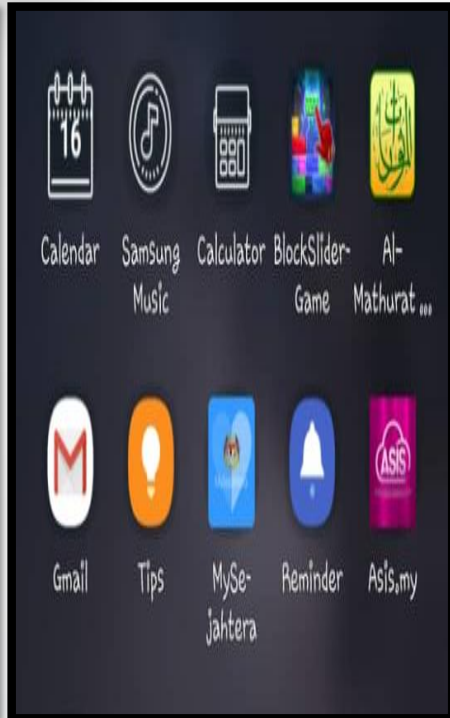 16
Calendar
Samsung
Music
Calculator
BlockSlider-
Game
Al-
Mathurat ...
M
Gmail
Tips
MySe-
jahtera
ASIS
Reminder
Asis,my